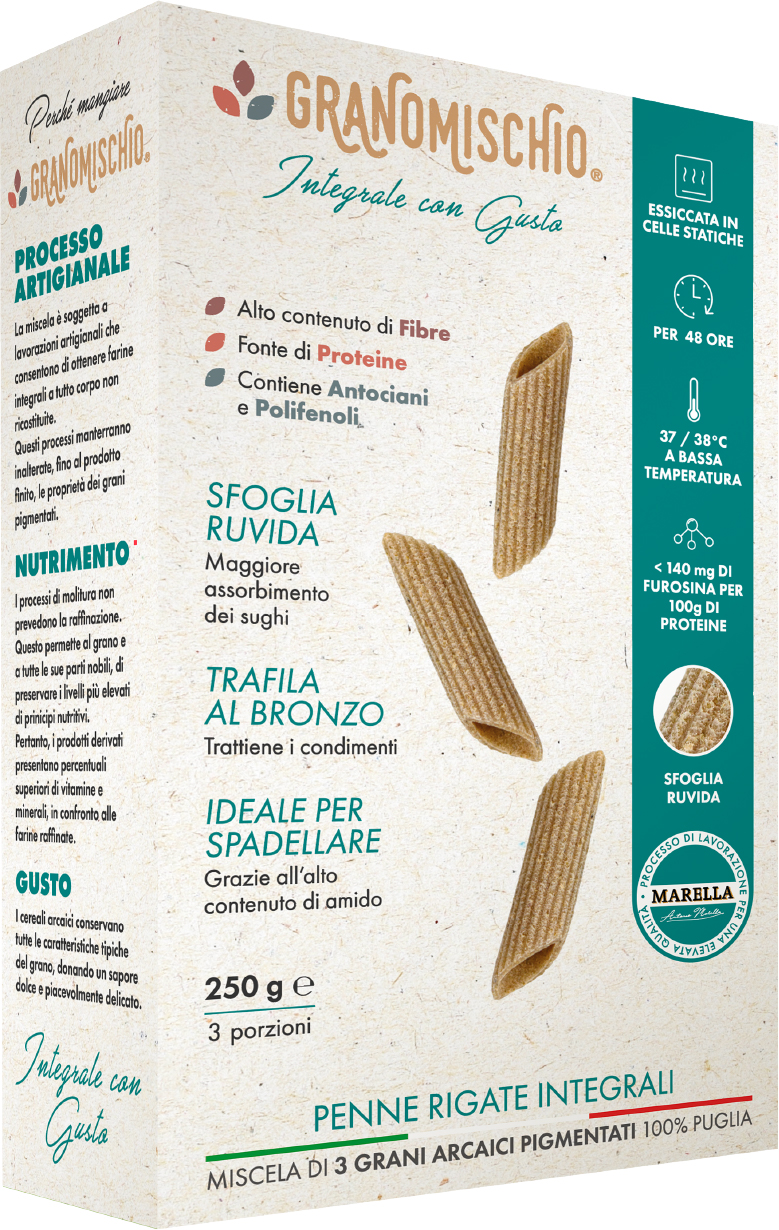 Perché mangiare
GRANOMISCHIO®
PROCESSO
ARTIGIANALE
La miscela è soggetta a
lavorazioni artigianali che
consentono di ottenere farine
integrali a tutto corpo non
ricostituite.
Questi processi manterranno
inalterate, fino al prodotto
finito, le proprietà dei grani
pigmentati.
NUTRIMENTO
I processi di molitura non
prevedono la raffinazione.
Questo permette al grano e
a tutte le sue parti nobili, di
preservare i livelli più elevati
di prinicipi nutritivi.
Pertanto, i prodotti derivati
presentano percentuali
superiori di vitamine e
minerali, in confronto alle
farine raffinate.
GUSTO
I cereali arcaici conservano
tutte le caratteristiche tipiche
del grano, donando un sapore
dolce e piacevolmente delicato.
Integrale con
Gusto
GRANOMISCHIO®
Integrale con Gusto
Alto contenuto di Fibre
Fonte di Proteine
Contiene Antociani
e Polifenoli
SFOGLIA
RUVIDA
Maggiore
assorbimento
dei sughi
TRAFILA
AL BRONZO
Trattiene i condimenti
IDEALE PER
SPADELLARE
Grazie all'alto
contenuto di amido
250 g e
3 porzioni
PENNE RIGATE INTEGRALI
MISCELA DI 3 GRANI ARCAICI PIGMENTATI 100% PUGLIA
ESSICCATA IN
CELLE STATICHE
PER 48 ORE
37 / 38°C
A BASSA
TEMPERATURA
< 140 mg DI
FUROSINA PER
100g DI
PROTEINE
SFOGLIA
RUVIDA
PROCESSO DI LAVORAZIONE PER UNA ELEVATA QUALITÀ
MARELLA
Antonio Marella